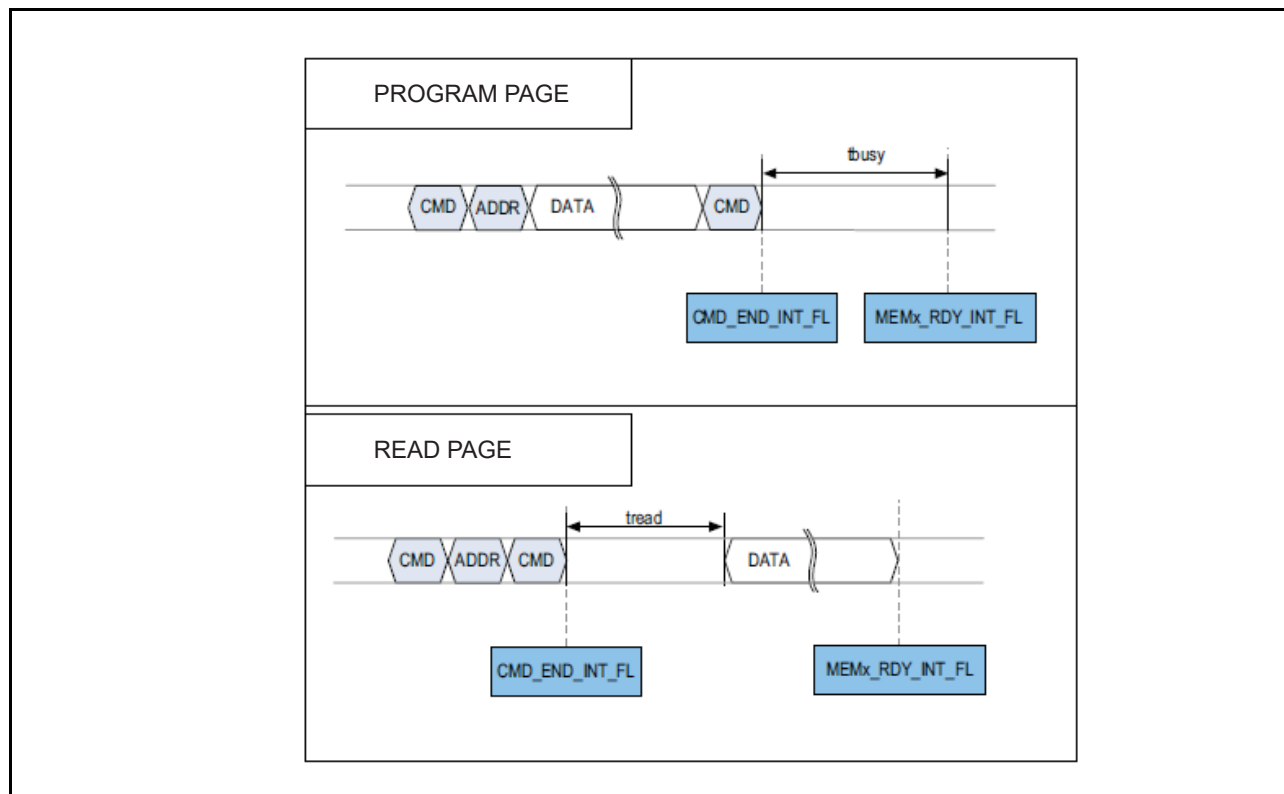 PROGRAM PAGE
tbusy
CMD ADDR DATA CMD
CMD_END_INT_FL MEMx_RDY_INT_FL
READ PAGE
tread
CMD ADDR CMD DATA
CMD_END_INT_FL MEMx_RDY_INT_FL